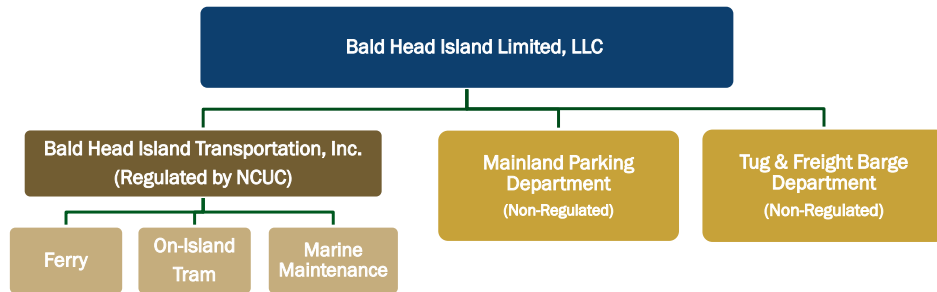 Bald Head Island Limited, LLC
Bald Head Island Transportation, Inc.
(Regulated by NCUC)
Mainland Parking
Department
(Non-Regulated)
Tug & Freight Barge
Department
(Non-Regulated)
Ferry
On-Island
Tram
Marine
Maintenance